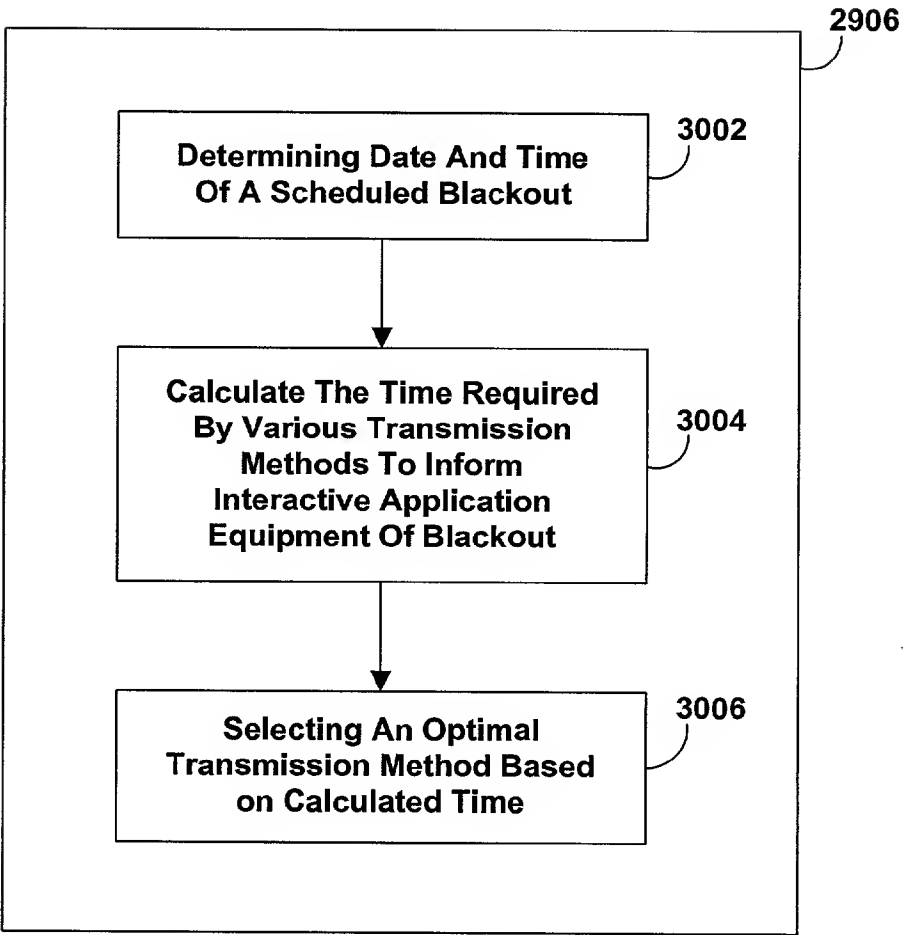 2906
Determining Date And Time
Of A Scheduled Blackout
3002
Calculate The Time Required
By Various Transmission
Methods To Inform
Interactive Application
Equipment Of Blackout
3004
Selecting An Optimal
Transmission Method Based
on Calculated Time
3006